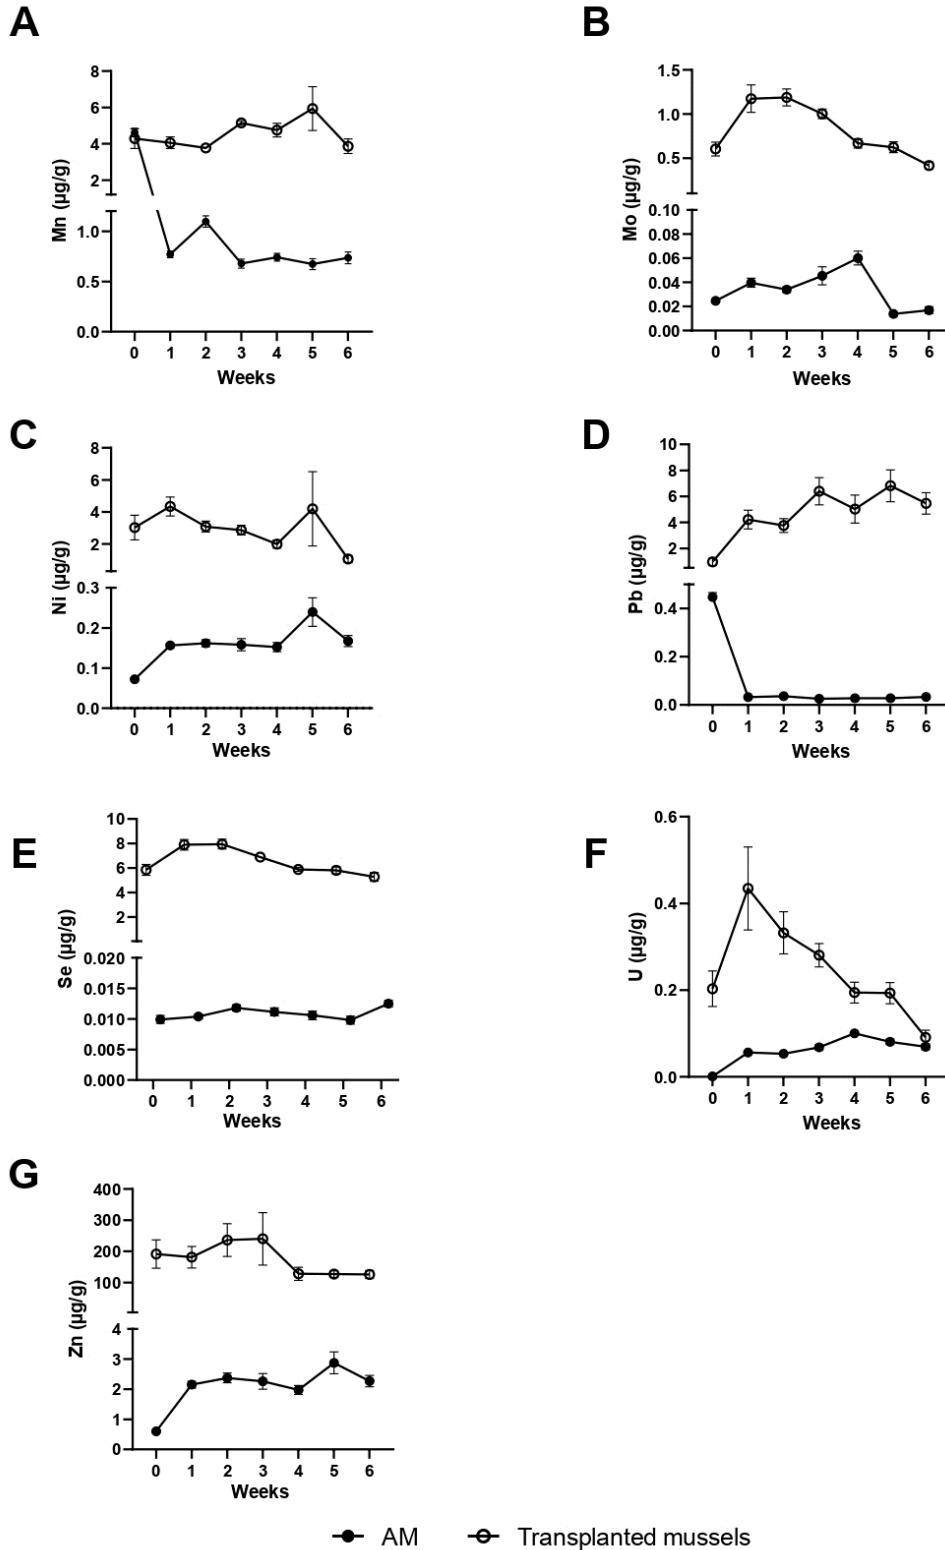 A
B
8
6
4
2
1.0
0.5
0.0
Mn (µg/g)
0 1 2 3 4 5 6
Weeks
1.5
1.0
0.5
0.10
0.08
0.06
0.04
0.02
0.00
Mo (µg/g)
0 1 2 3 4 5 6
Weeks
C
D
8
6
4
2
0.3
0.2
0.1
0.0
Ni (µg/g)
0 1 2 3 4 5 6
Weeks
10
8
6
4
2
0.4
0.2
0.0
Pb (µg/g)
0 1 2 3 4 5 6
Weeks
E
F
10
8
6
4
2
0.020
0.015
0.010
0.005
0.000
Se (µg/g)
0 1 2 3 4 5 6
Weeks
0.6
0.4
0.2
0.0
U (µg/g)
0 1 2 3 4 5 6
Weeks
G
400
300
200
100
4
3
2
1
0
Zn (µg/g)
0 1 2 3 4 5 6
Weeks
AM Transplanted mussels